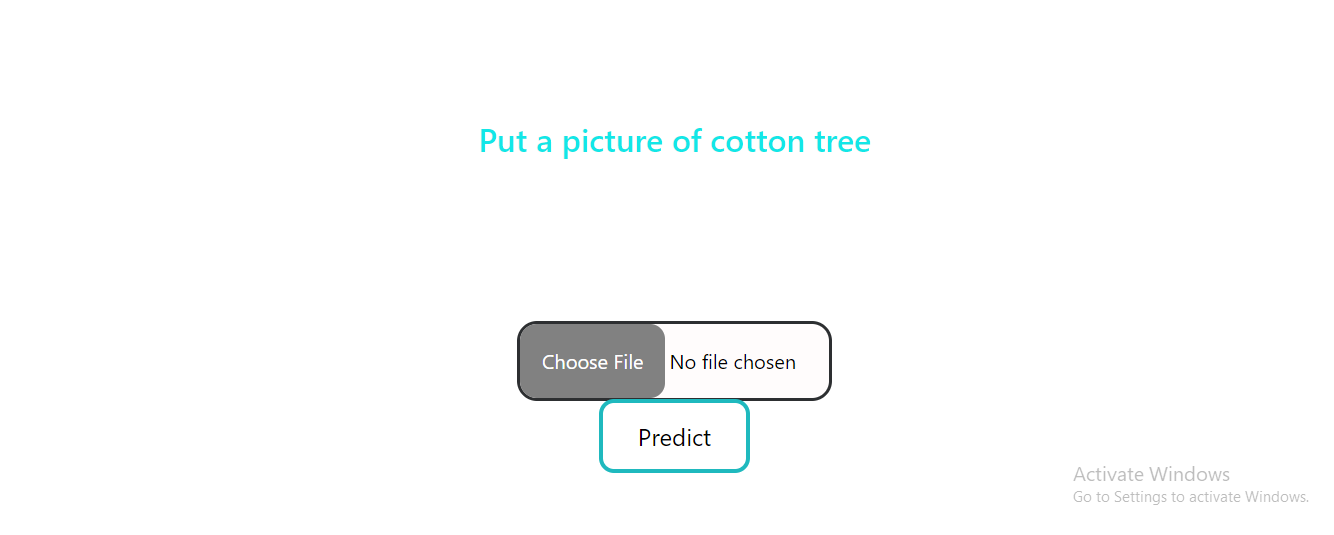 Put a picture of cotton tree
Choose File No file chosen
Predict
Activate Windows
Go to Settings to activate Windows.